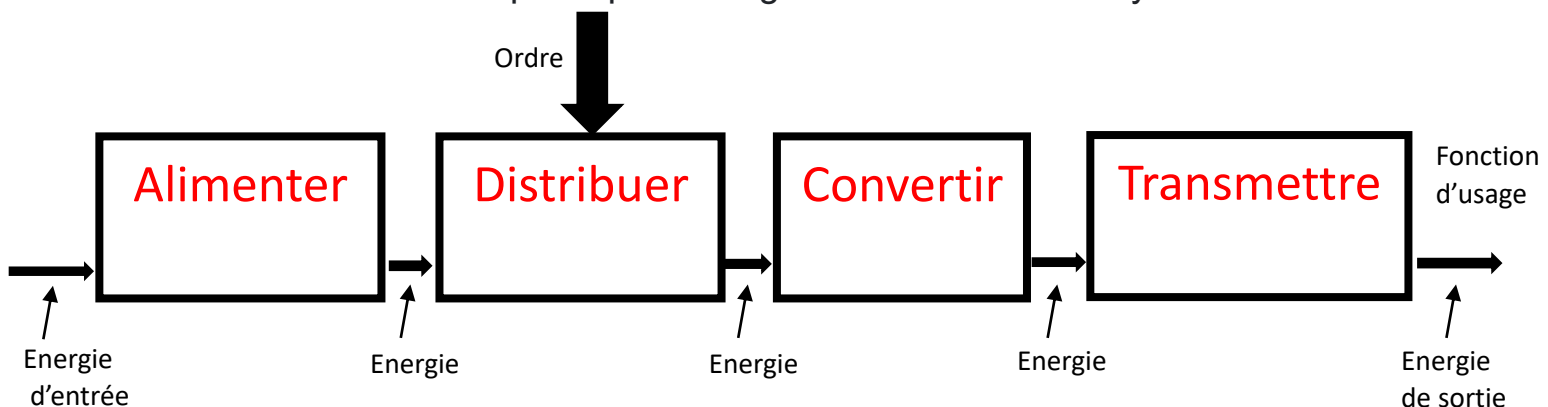 Ordre
Alimenter
Distribuer
Convertir
Transmettre
Fonction
d’usage
Energie
d’entrée
Energie
Energie
Energie
Energie
de sortie